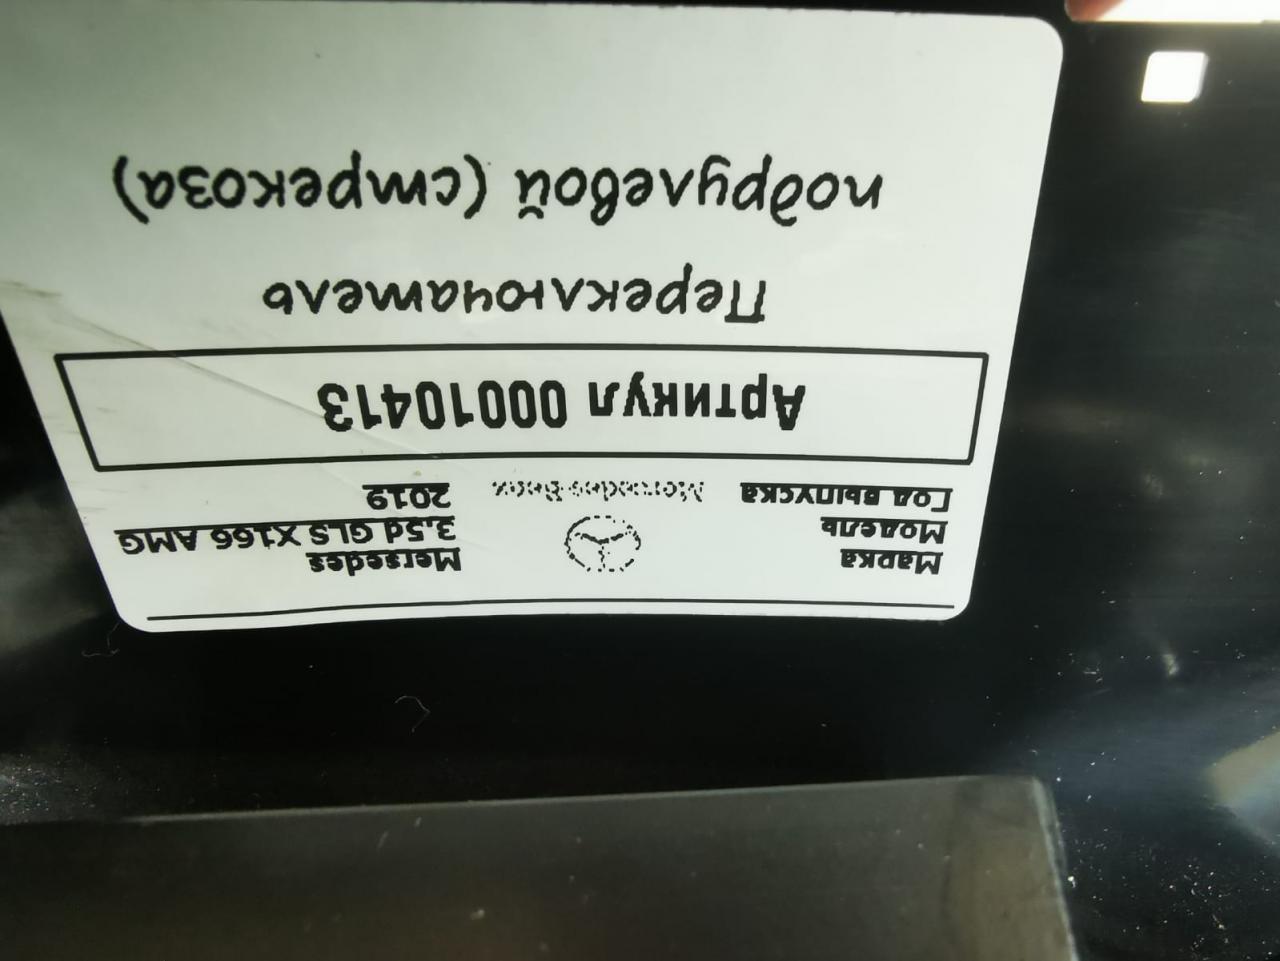 Марка Mersedes
Модель 3,5d GLS X166 AMG
Год выпуска Mercedes-Benz 2019
Артикул 00010413
Переключатель
подрулевой (стрекоза)